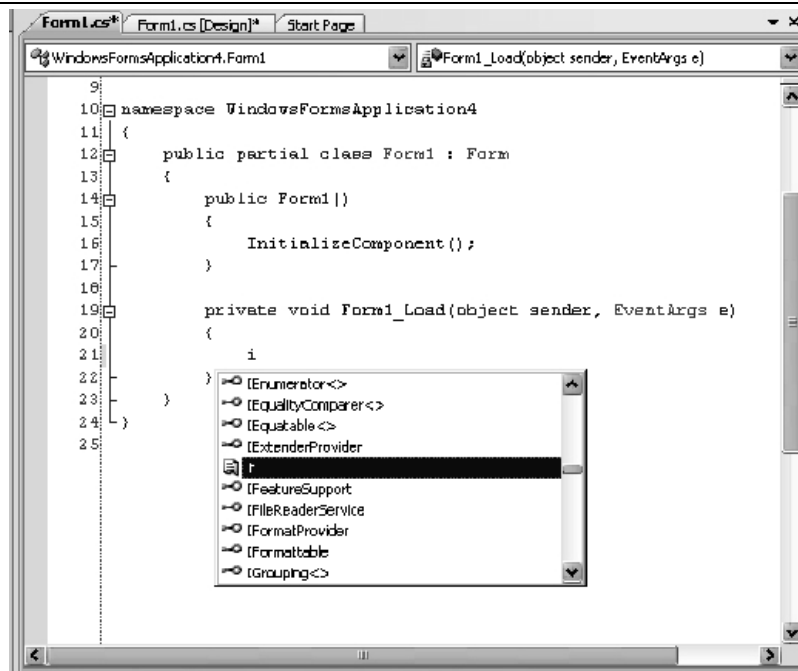 Form1.cs* Form1.cs [Design]* Start Page
WindowsFormsApplication4.Form1 Form1_Load(object sender, EventArgs e)
9
10 namespace WindowsFormsApplication4
11 {
12 public partial class Form1 : Form
13 {
14 public Form1()
15 {
16 InitializeComponent();
17 }
18
19 private void Form1_Load(object sender, EventArgs e)
20 {
21 i
22 }
23 }
24 }
25
IEnumerator<>
IEqualityComparer<>
IEquatable<>
IExtenderProvider
IFeatureSupport
IFileReaderService
IFormatProvider
IFormattable
IGrouping<>